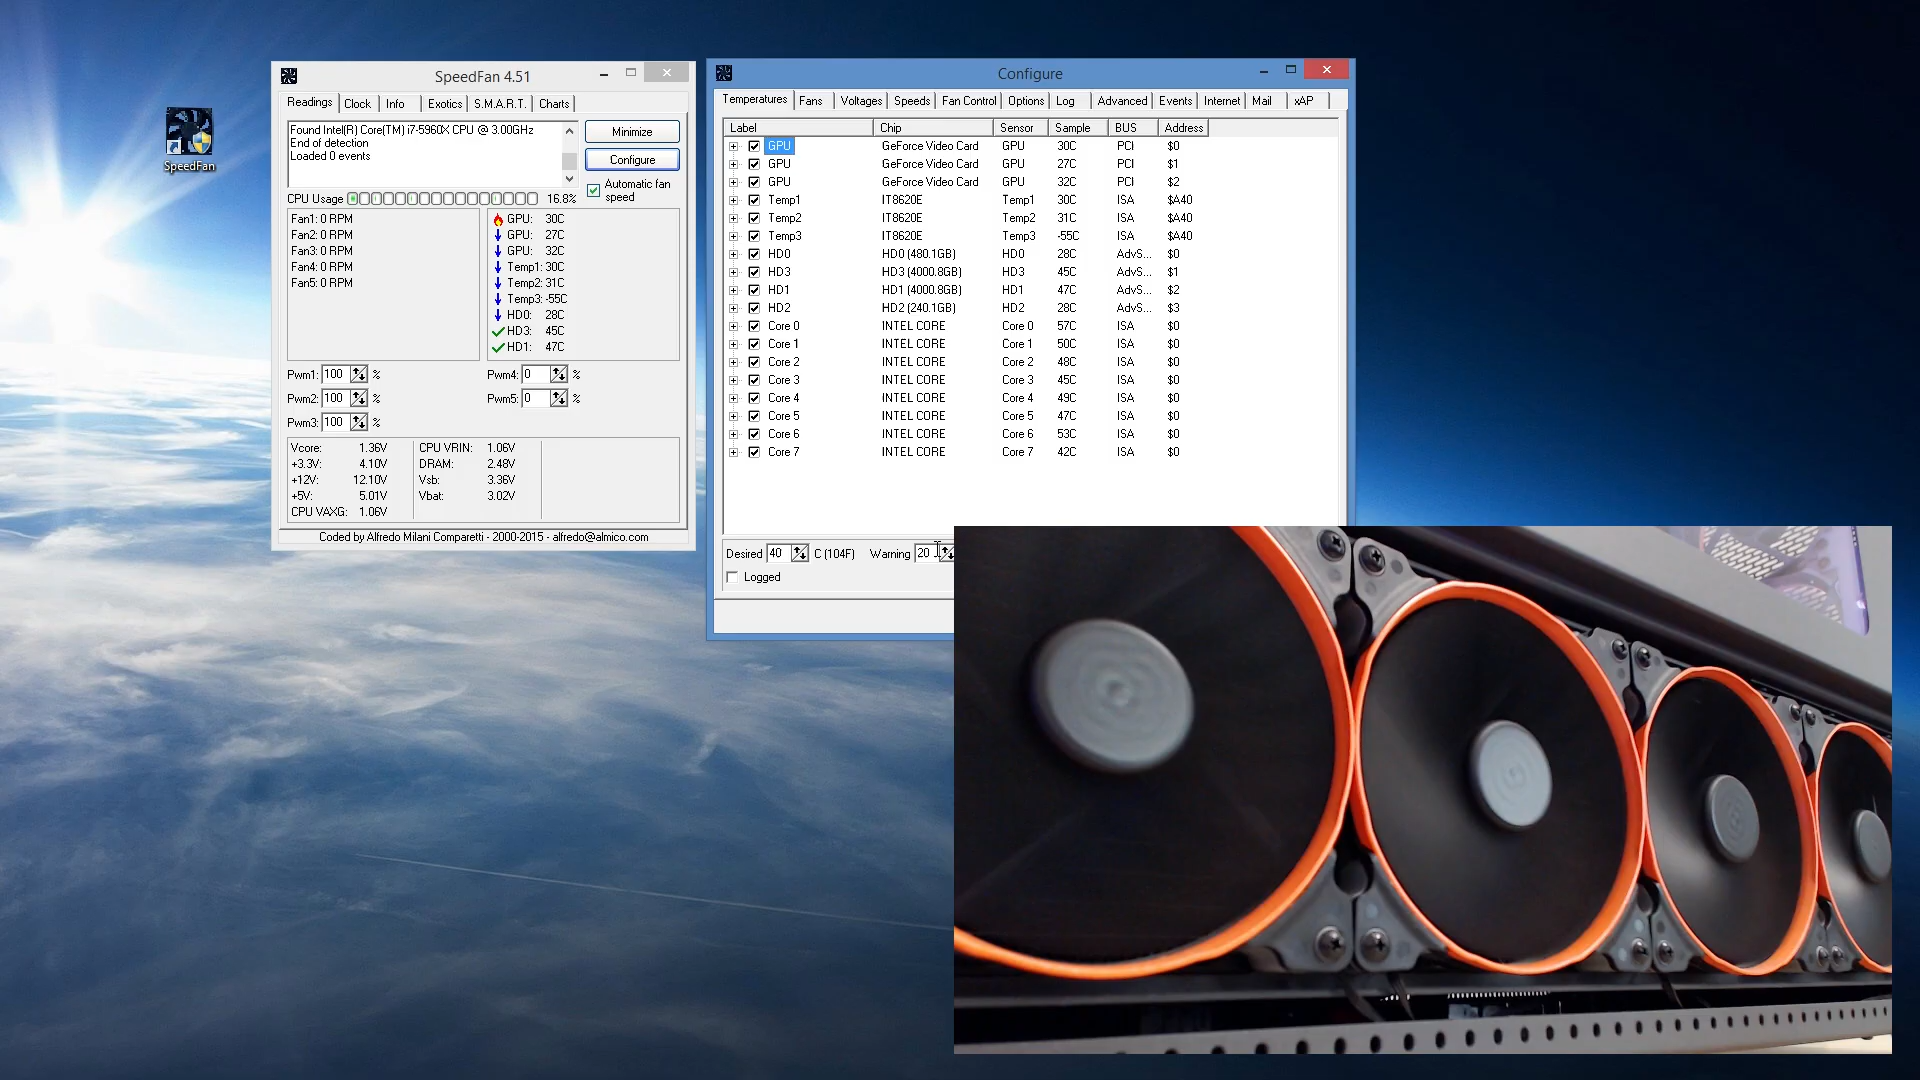 SpeedFan
SpeedFan 4.51
Readings Clock Info Exotics S.M.A.R.T. Charts
Found Intel(R) Core(TM) i7-5960X CPU @ 3.00GHz
End of detection
Loaded 0 events
Minimize
Configure
Automatic fan
speed
CPU Usage 16.8%
Fan1: 0 RPM
Fan2: 0 RPM
Fan3: 0 RPM
Fan4: 0 RPM
Fan5: 0 RPM
GPU: 30C
GPU: 27C
GPU: 32C
Temp1: 30C
Temp2: 31C
Temp3: -55C
HD0: 28C
HD3: 45C
HD1: 47C
Pwm1: 100 %
Pwm2: 100 %
Pwm3: 100 %
Pwm4: 0 %
Pwm5: 0 %
Vcore: 1.36V
+3.3V: 4.10V
+12V: 12.10V
+5V: 5.01V
CPU VAXG: 1.06V
CPU VRIN: 1.06V
DRAM: 2.48V
Vsb: 3.36V
Vbat: 3.02V
Coded by Alfredo Milani Comparetti - 2000-2015 - alfredo@almico.com
Configure
Temperatures Fans Voltages Speeds Fan Control Options Log Advanced Events Internet Mail xAP
Label Chip Sensor Sample BUS Address
GPU GeForce Video Card GPU 30C PCI $0
GPU GeForce Video Card GPU 27C PCI $1
GPU GeForce Video Card GPU 32C PCI $2
Temp1 IT8620E Temp1 30C ISA $A40
Temp2 IT8620E Temp2 31C ISA $A40
Temp3 IT8620E Temp3 -55C ISA $A40
HD0 HD0 (480.1GB) HD0 28C AdvS... $0
HD3 HD3 (4000.8GB) HD3 45C AdvS... $1
HD1 HD1 (4000.8GB) HD1 47C AdvS... $2
HD2 HD2 (240.1GB) HD2 28C AdvS... $3
Core 0 INTEL CORE Core 0 57C ISA $0
Core 1 INTEL CORE Core 1 50C ISA $0
Core 2 INTEL CORE Core 2 48C ISA $0
Core 3 INTEL CORE Core 3 45C ISA $0
Core 4 INTEL CORE Core 4 49C ISA $0
Core 5 INTEL CORE Core 5 47C ISA $0
Core 6 INTEL CORE Core 6 53C ISA $0
Core 7 INTEL CORE Core 7 42C ISA $0
Desired 40 C (104F) Warning 20
Logged